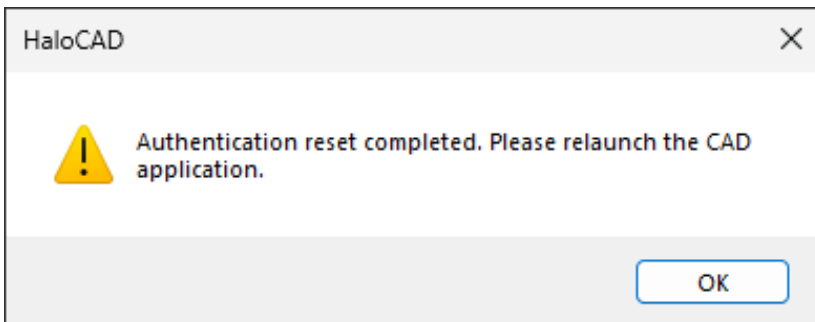 HaloCAD
Authentication reset completed. Please relaunch the CAD
application.
OK